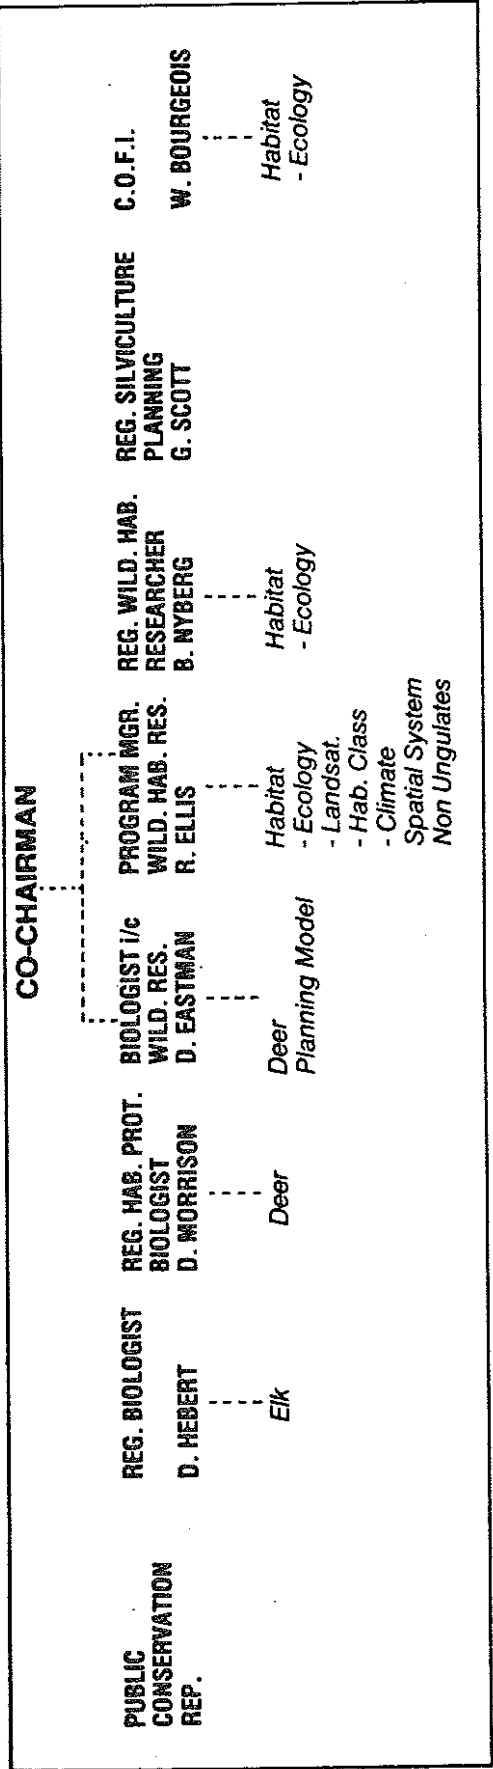 CO-CHAIRMAN
PUBLIC
CONSERVATION
REP.
REG. BIOLOGIST
D. HEBERT
Elk
REG. HAB. PROT.
BIOLOGIST
D. MORRISON
Deer
BIOLOGIST i/c
WILD. RES.
D. EASTMAN
Deer
Planning Model
PROGRAM MGR.
WILD. HAB. RES.
R. ELLIS
Habitat
- Ecology
- Landsat.
- Hab. Class
- Climate
Spatial System
Non Ungulates
REG. WILD. HAB.
RESEARCHER
B. NYBERG
Habitat
- Ecology
REG. SILVICULTURE
PLANNING
G. SCOTT
C.O.F.I.
W. BOURGEOIS
Habitat
- Ecology